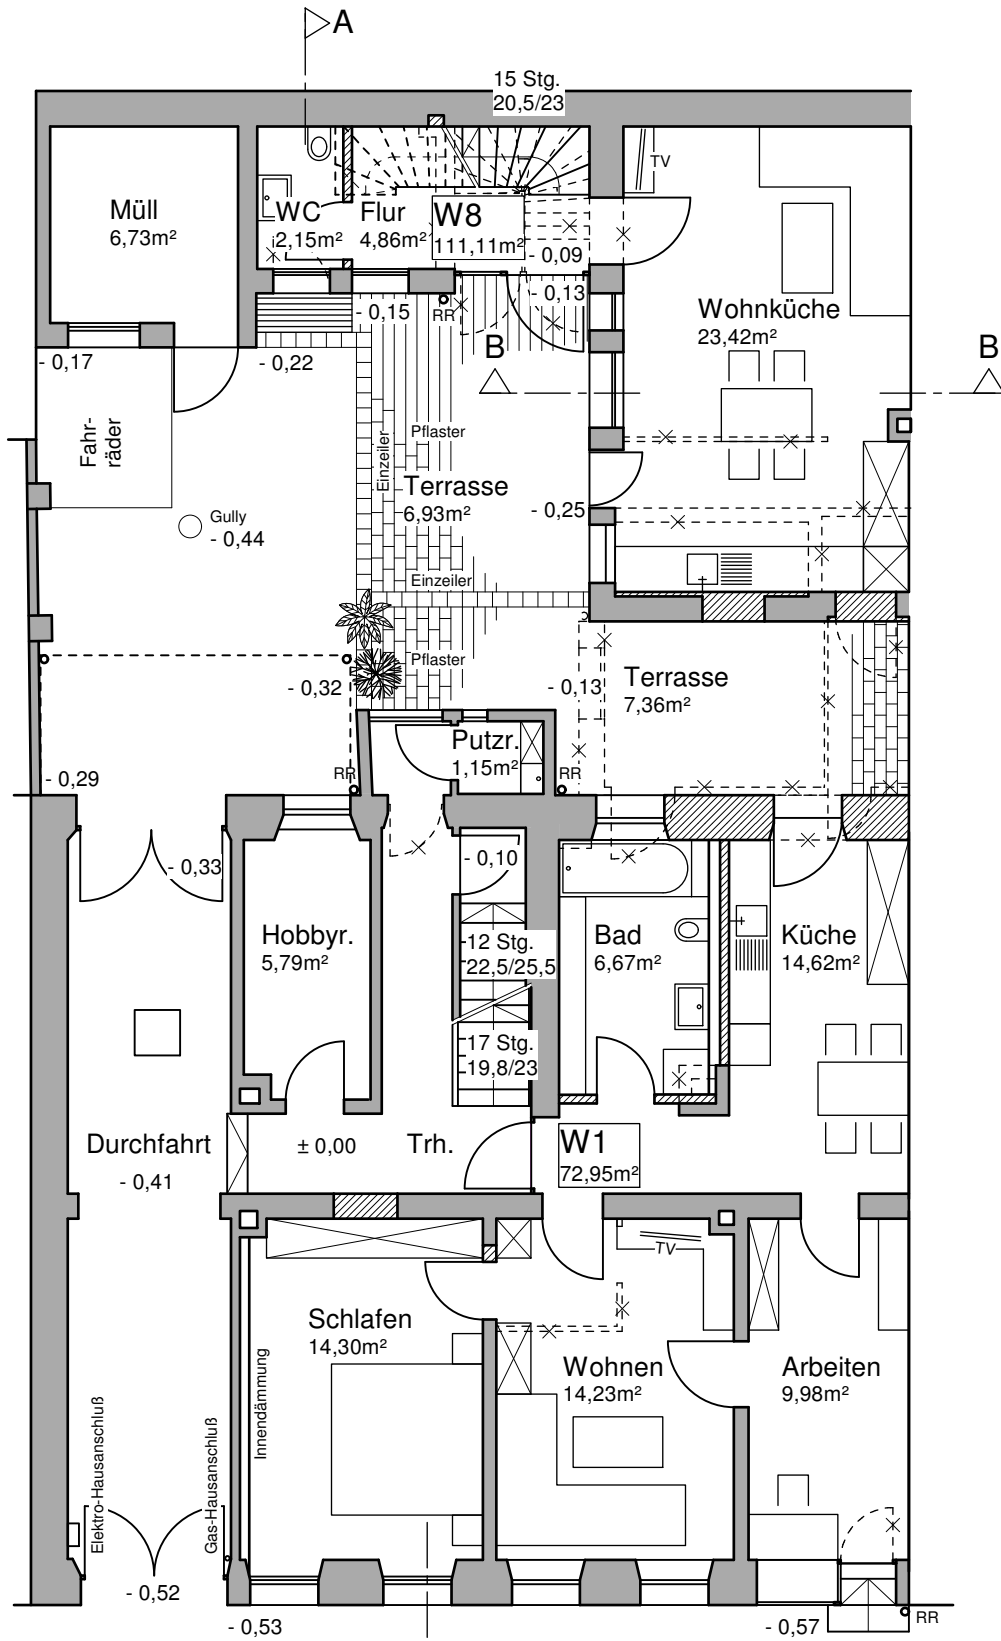 A
15 Stg.
20,5/23
TV
Müll
6,73m²
WC
2,15m²
Flur
4,86m²
W8
111,11m²
- 0,09
- 0,13
- 0,15
RR
Wohnküche
23,42m²
- 0,17
- 0,22
B
B
Fahr-
räder
Einzeiler
Pflaster
Terrasse
6,93m²
- 0,25
Gully
- 0,44
Einzeiler
Pflaster
- 0,32
- 0,13
Terrasse
7,36m²
Putzr.
1,15m²
- 0,29
RR
RR
- 0,33
- 0,10
Hobbyr.
5,79m²
12 Stg.
22,5/25,5
Bad
6,67m²
Küche
14,62m²
17 Stg.
19,8/23
Durchfahrt
- 0,41
± 0,00
Trh.
W1
72,95m²
TV
Schlafen
14,30m²
Wohnen
14,23m²
Arbeiten
9,98m²
Innendämmung
Elektro-Hausanschluß
Gas-Hausanschluß
- 0,52
- 0,53
- 0,57
RR